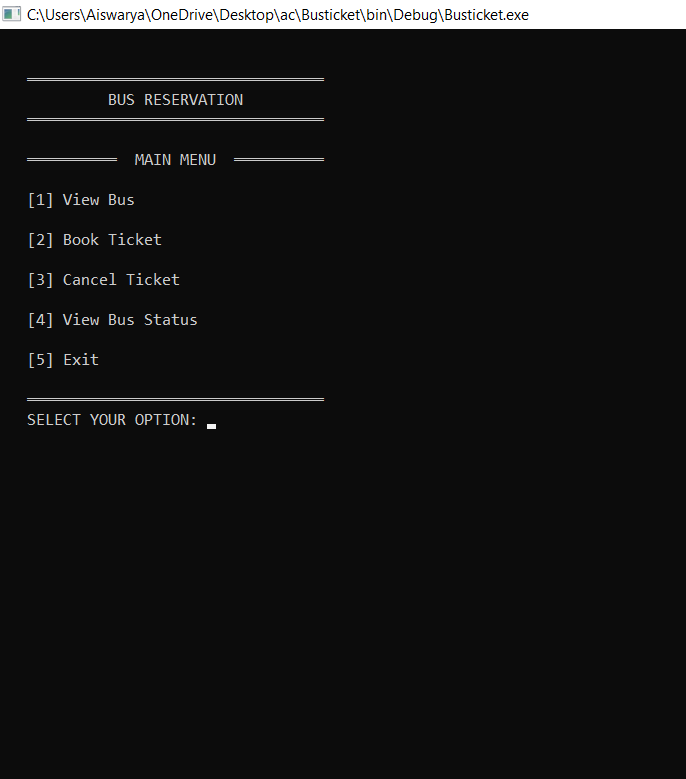 C:\Users\Aiswarya\OneDrive\Desktop\ac\Busticket\bin\Debug\Busticket.exe
BUS RESERVATION
MAIN MENU
[1] View Bus
[2] Book Ticket
[3] Cancel Ticket
[4] View Bus Status
[5] Exit
SELECT YOUR OPTION: